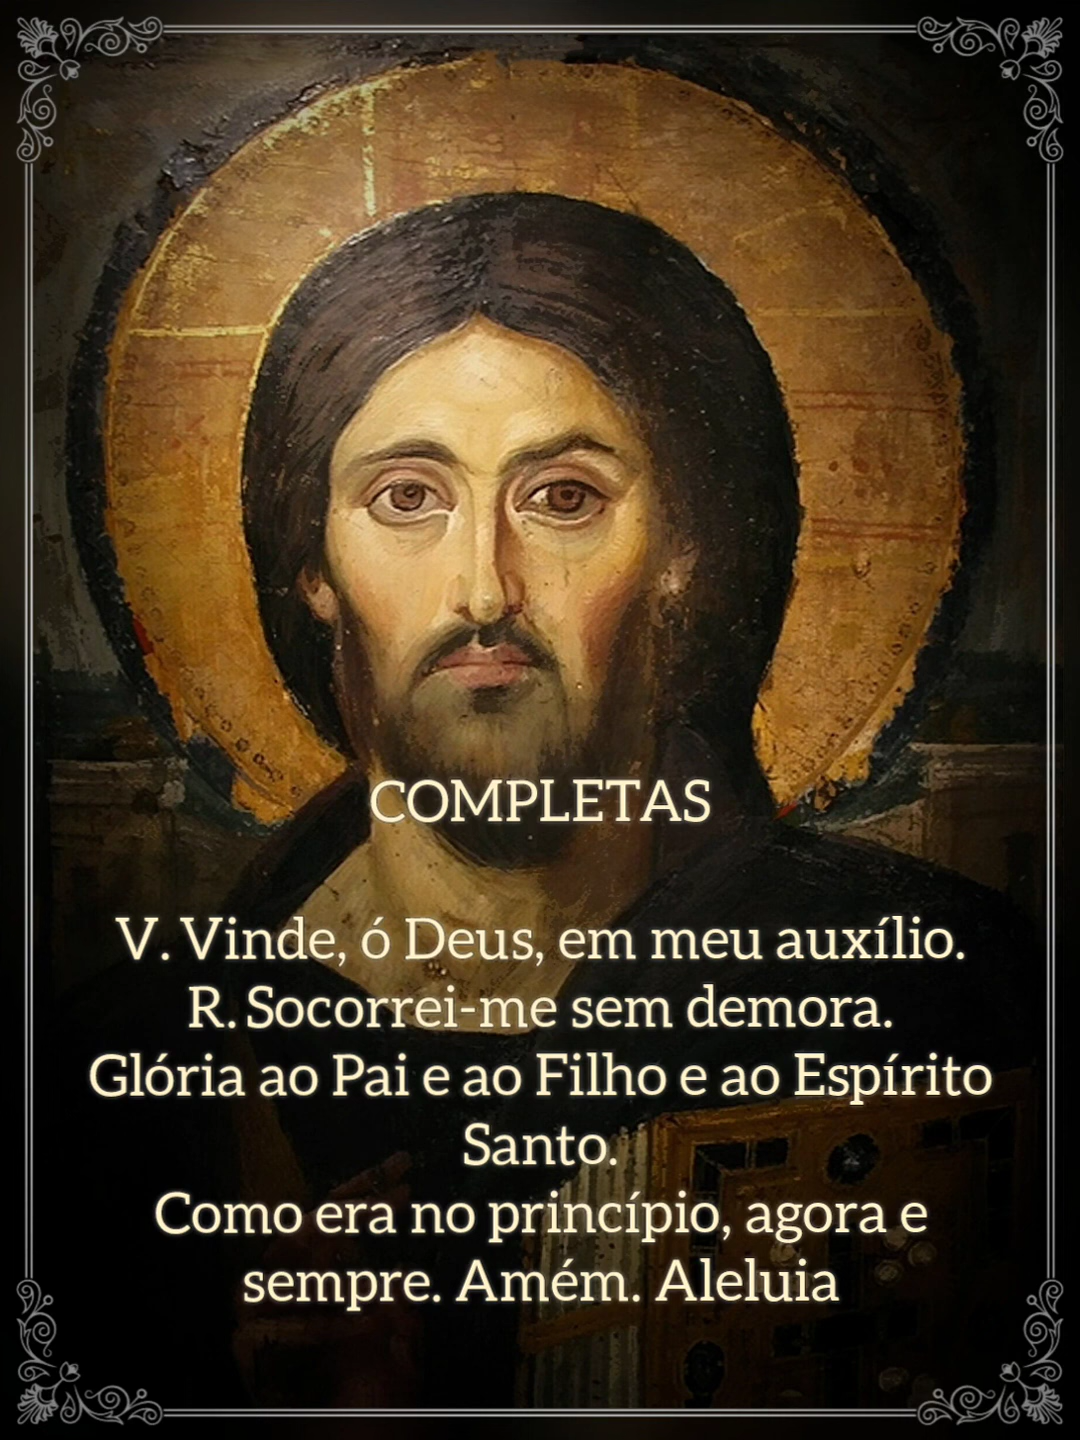 COMPLETAS
V. Vinde, ó Deus, em meu auxílio.
R. Socorrei-me sem demora.
Glória ao Pai e ao Filho e ao Espírito
Santo.
Como era no princípio, agora e
sempre. Amém. Aleluia